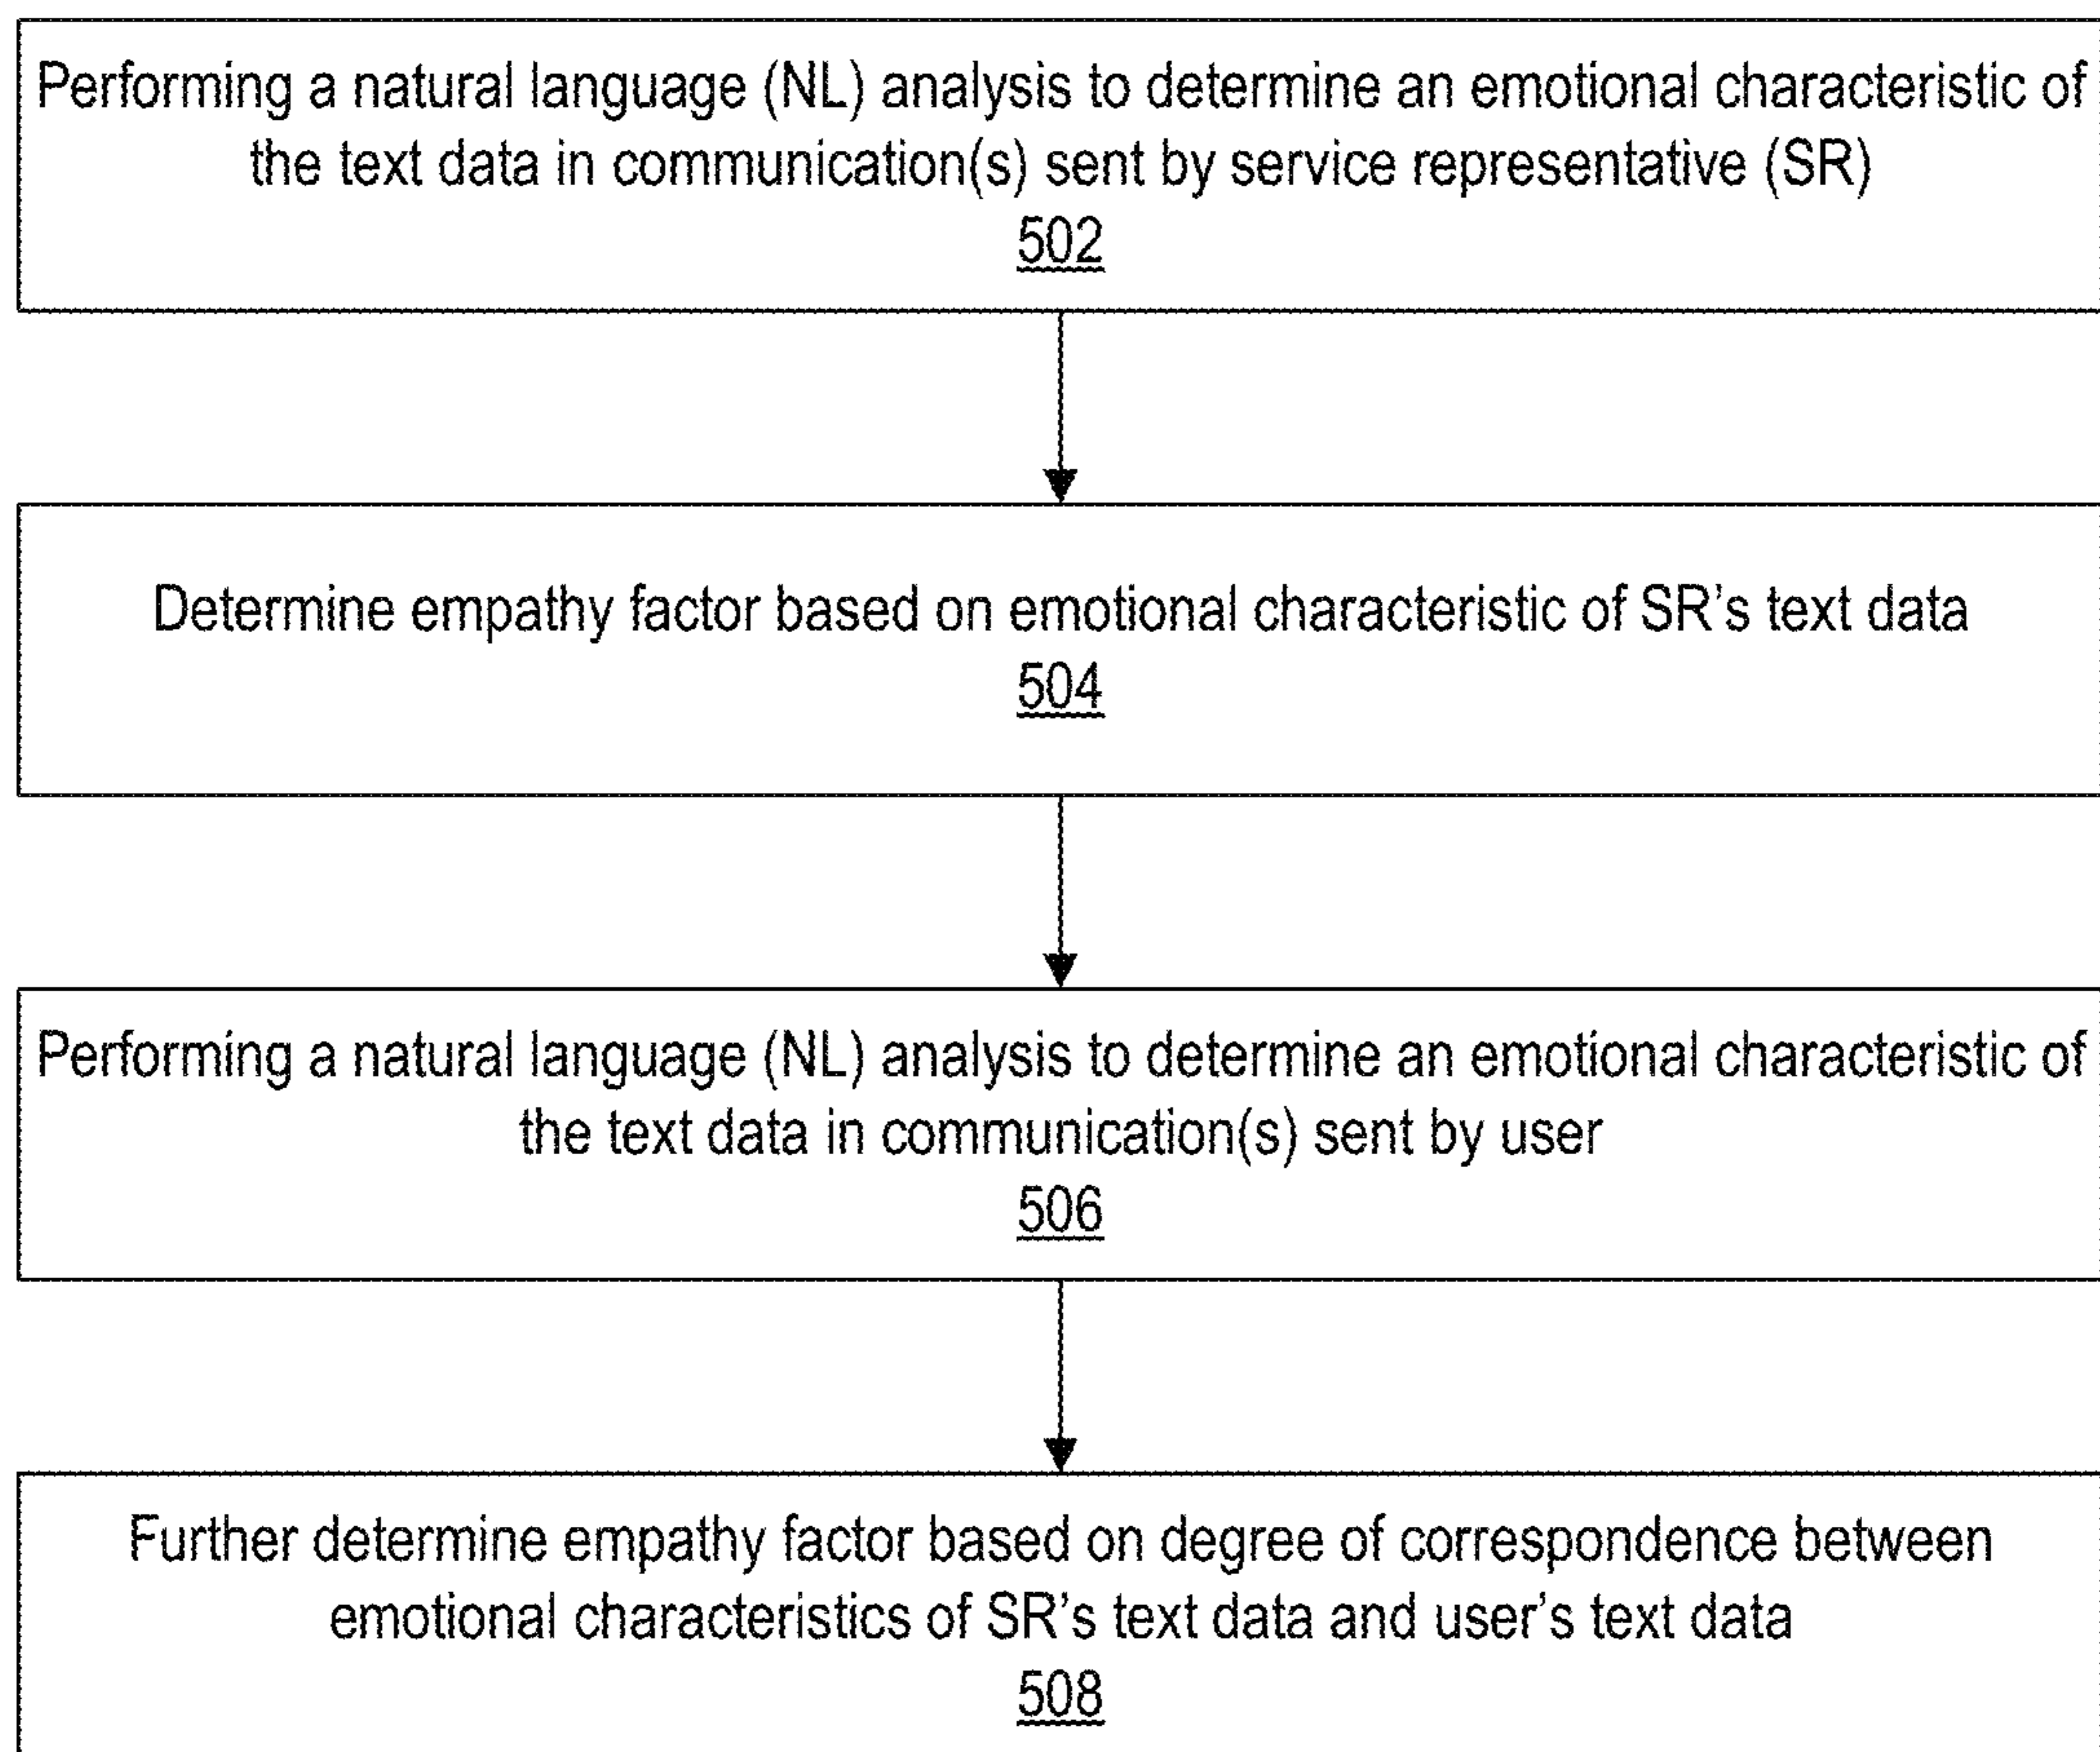 Performing a natural language (NL) analysis to determine an emotional characteristic of
the text data in communication(s) sent by service representative (SR)
502
Determine empathy factor based on emotional characteristic of SR's text data
504
Performing a natural language (NL) analysis to determine an emotional characteristic of
the text data in communication(s) sent by user
506
Further determine empathy factor based on degree of correspondence between
emotional characteristics of SR's text data and user's text data
508